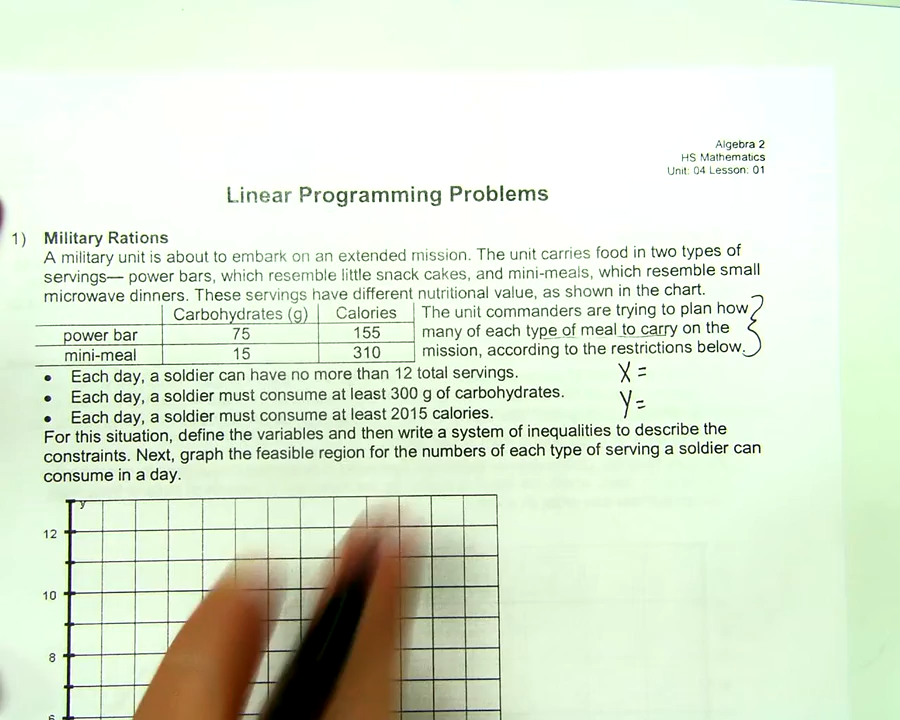 Algebra 2
HS Mathematics
Unit: 04 Lesson: 01
Linear Programming Problems
1) Military Rations
A military unit is about to embark on an extended mission. The unit carries food in two types of
servings— power bars, which resemble little snack cakes, and mini-meals, which resemble small
microwave dinners. These servings have different nutritional value, as shown in the chart.
Carbohydrates (g) Calories
power bar 75 155
mini-meal 15 310
The unit commanders are trying to plan how
many of each type of meal to carry on the
mission, according to the restrictions below.
• Each day, a soldier can have no more than 12 total servings.
• Each day, a soldier must consume at least 300 g of carbohydrates.
• Each day, a soldier must consume at least 2015 calories.
X =
Y =
For this situation, define the variables and then write a system of inequalities to describe the
constraints. Next, graph the feasible region for the numbers of each type of serving a soldier can
consume in a day.
y
12
10
8
6